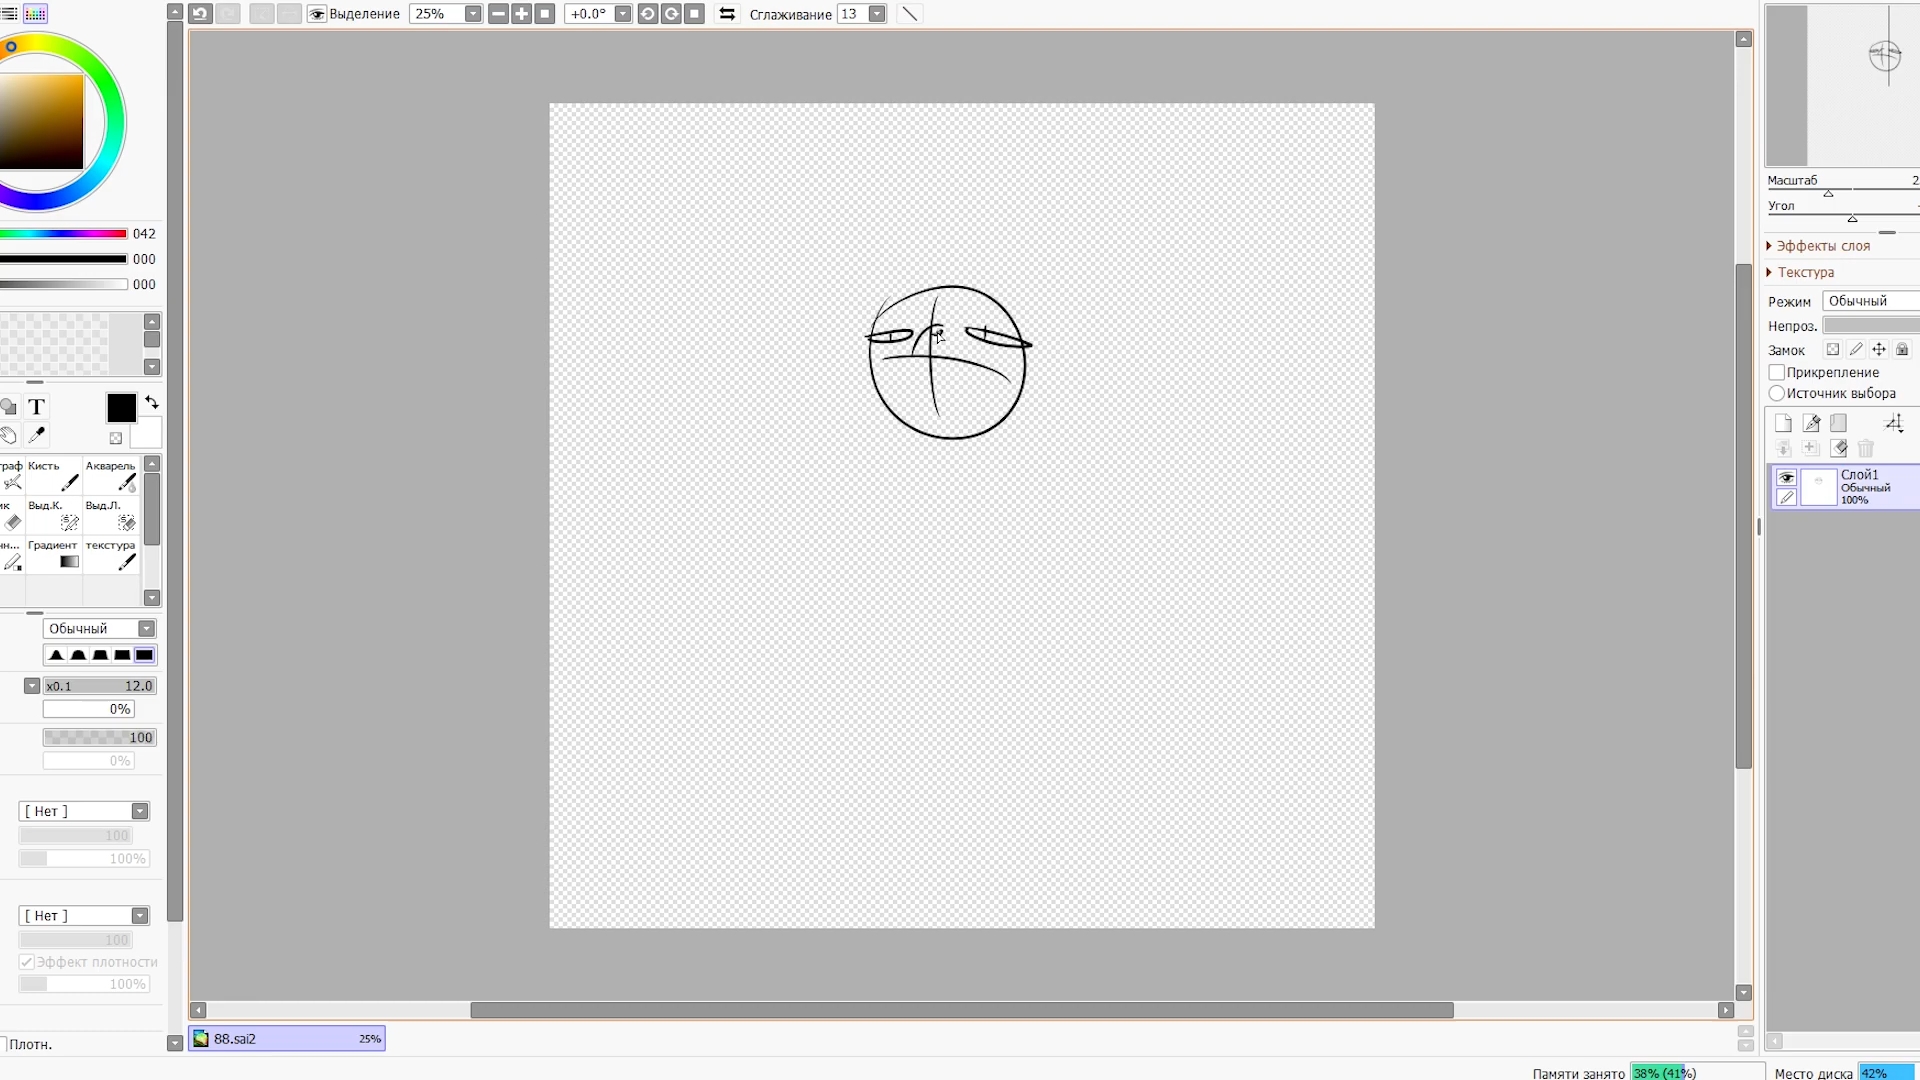 Выделение 25% +0.0° Сглаживание 13
Масштаб
Угол
042
Эффекты слоя
000
Текстура
000
Режим Обычный
Непроз.
Замок
Прикрепление
Источник выбора
T
раф Кисть Акварель
ик Выд.К. Выд.Л.
нн... Градиент текстура
Слой1
Обычный
100%
Обычный
x0.1 12.0
0%
100
0%
[ Нет ]
100
100%
[ Нет ]
100
Эффект плотности
100%
88.sai2 25%
Плотн.
Памяти занято 38% (41%) Место диска 42%